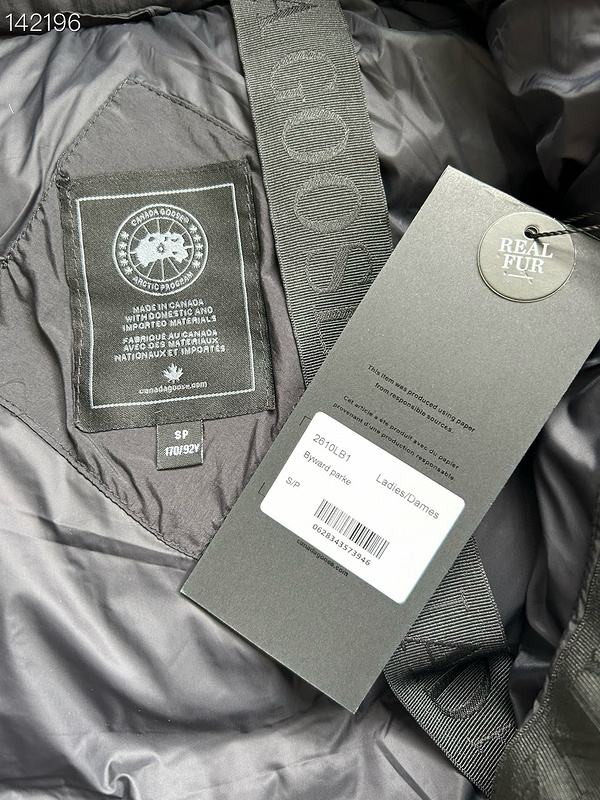 142196
CANADA GOOSE®
ARCTIC PROGRAM
MADE IN CANADA
WITH DOMESTIC AND
IMPORTED MATERIALS
FABRIQUÉ AU CANADA
AVEC DES MATÉRIAUX
NATIONAUX ET IMPORTÉS
canadagoose.com
SP
170/92Y
REAL
FUR
This item was produced using paper
from responsible sources.
Cet article a été produit avec du papier
provenant d'une production responsable.
2610LB1 Ladies/Dames
Byward parke
S/P
0628343573946
canadagoose.com
A GOOS